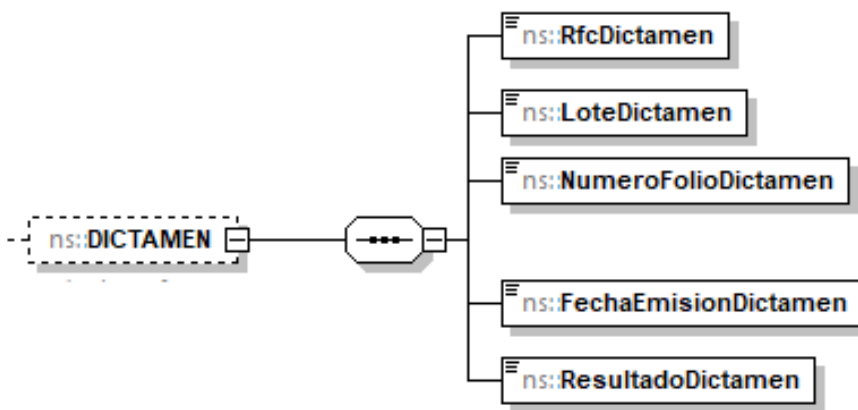 ns:RfcDictamen
ns:LoteDictamen
ns:NumeroFolioDictamen
ns:DICTAMEN
ns:FechaEmisionDictamen
ns:ResultadoDictamen